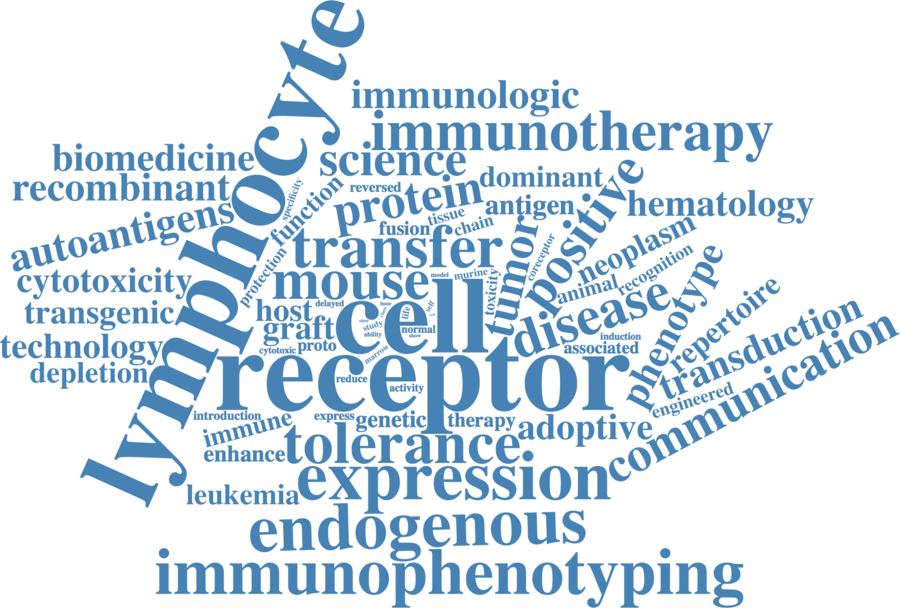 lymphocyte
immunologic
immunotherapy
biomedicine
science
recombinant
specificity
function
reversed
protein
dominant
positive
autoantigens
fusion
tissue
chain
antigen
hematology
transfer
tumor
coreceptor
neoplasm
protection
cytotoxicity
mouse
model
murine
toxicity
animal
recognition
phenotype
transgenic
host
delayed
cell
bone
life
disease
repertoire
graft
study
ability
normal
show
induction
technology
cytotoxic
proto
marrow
associated
transduction
depletion
receptor
reduce
activity
engineered
communication
introduction
immune
express
genetic
therapy
adoptive
enhance
tolerance
leukemia
expression
endogenous
immunophenotyping